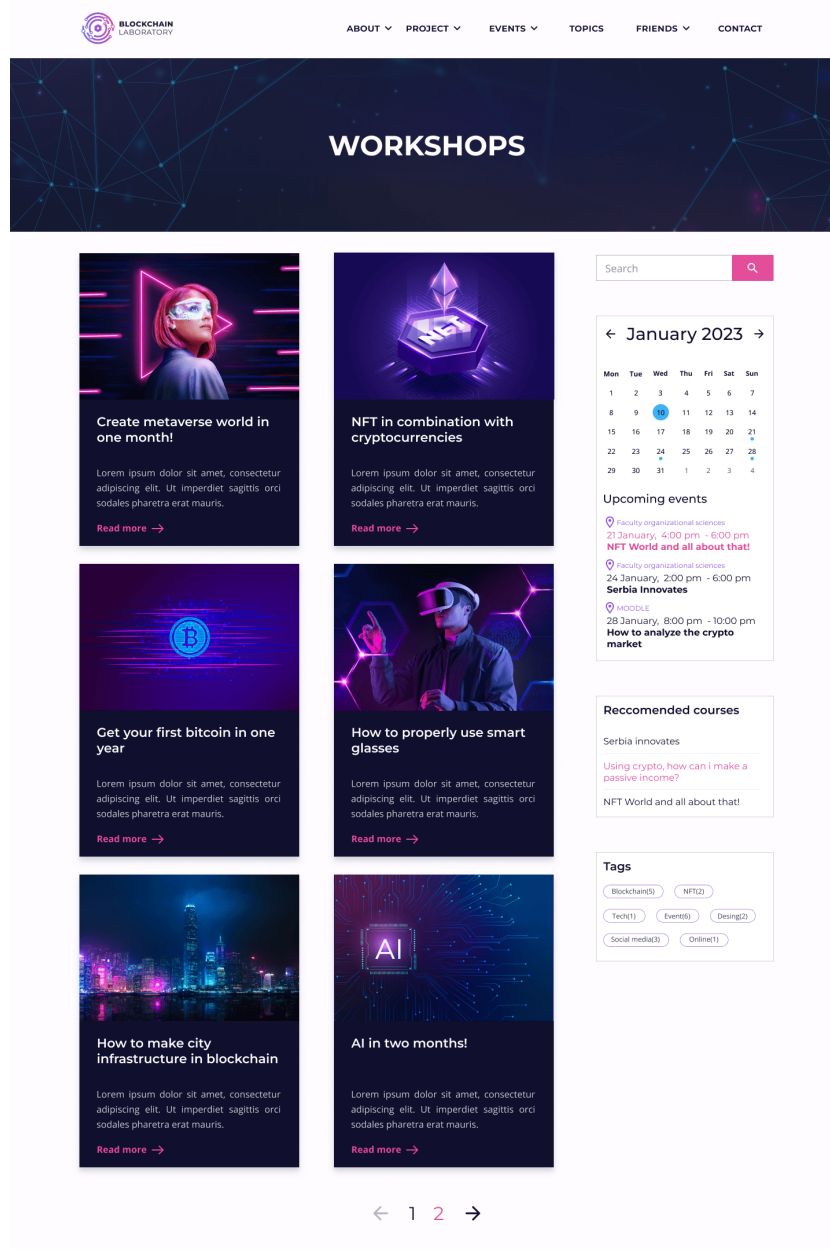 BLOCKCHAIN
LABORATORY
ABOUT PROJECT EVENTS TOPICS FRIENDS CONTACT
WORKSHOPS
Create metaverse world in
one month!
Lorem ipsum dolor sit amet, consectetur
adipiscing elit. Ut imperdiet sagittis orci
sodales pharetra erat mauris.
Read more
NFT
NFT in combination with
cryptocurrencies
Lorem ipsum dolor sit amet, consectetur
adipiscing elit. Ut imperdiet sagittis orci
sodales pharetra erat mauris.
Read more
Get your first bitcoin in one
year
Lorem ipsum dolor sit amet, consectetur
adipiscing elit. Ut imperdiet sagittis orci
sodales pharetra erat mauris.
Read more
How to properly use smart
glasses
Lorem ipsum dolor sit amet, consectetur
adipiscing elit. Ut imperdiet sagittis orci
sodales pharetra erat mauris.
Read more
How to make city
infrastructure in blockchain
Lorem ipsum dolor sit amet, consectetur
adipiscing elit. Ut imperdiet sagittis orci
sodales pharetra erat mauris.
Read more
AI
AI in two months!
Lorem ipsum dolor sit amet, consectetur
adipiscing elit. Ut imperdiet sagittis orci
sodales pharetra erat mauris.
Read more
1 2
Search
January 2023
Mon Tue Wed Thu Fri Sat Sun
1 2 3 4 5 6 7
8 9 10 11 12 13 14
15 16 17 18 19 20 21
22 23 24 25 26 27 28
29 30 31 1 2 3 4
Upcoming events
Faculty organizational sciences
21 January, 4:00 pm - 6:00 pm
NFT World and all about that!
Faculty organizational sciences
24 January, 2:00 pm - 6:00 pm
Serbia Innovates
MOODLE
28 January, 8:00 pm - 10:00 pm
How to analyze the crypto
market
Reccomended courses
Serbia innovates
Using crypto, how can i make a
passive income?
NFT World and all about that!
Tags
Blockchain(5) NFT(2)
Tech(1) Event(6) Desing(2)
Social media(3) Online(1)